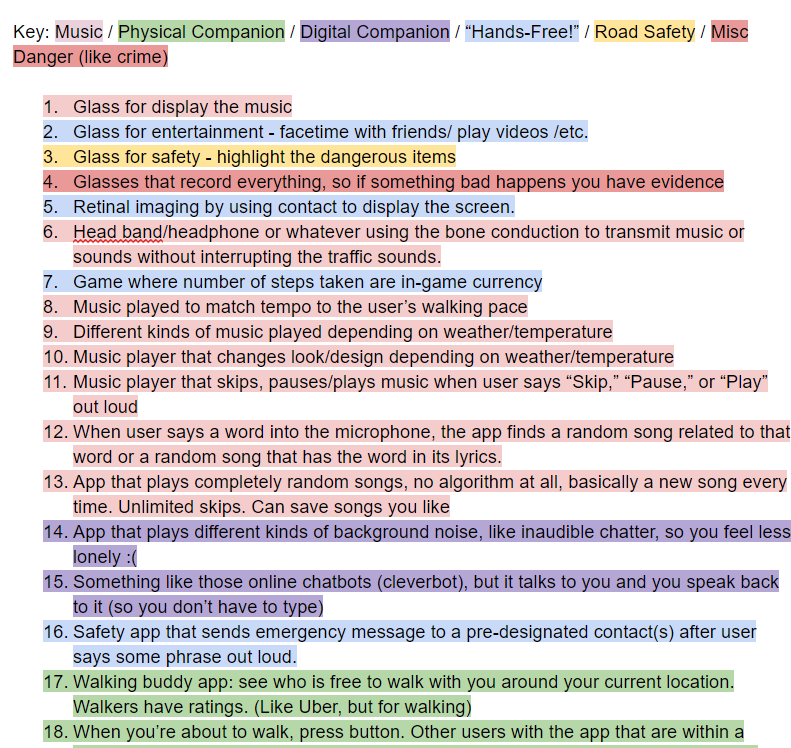 Key: Music / Physical Companion / Digital Companion / “Hands-Free!” / Road Safety / Misc
Danger (like crime)
1. Glass for display the music
2. Glass for entertainment - facetime with friends/ play videos /etc.
3. Glass for safety - highlight the dangerous items
4. Glasses that record everything, so if something bad happens you have evidence
5. Retinal imaging by using contact to display the screen.
6. Head band/headphone or whatever using the bone conduction to transmit music or
sounds without interrupting the traffic sounds.
7. Game where number of steps taken are in-game currency
8. Music played to match tempo to the user’s walking pace
9. Different kinds of music played depending on weather/temperature
10. Music player that changes look/design depending on weather/temperature
11. Music player that skips, pauses/plays music when user says “Skip,” “Pause,” or “Play”
out loud
12. When user says a word into the microphone, the app finds a random song related to that
word or a random song that has the word in its lyrics.
13. App that plays completely random songs, no algorithm at all, basically a new song every
time. Unlimited skips. Can save songs you like
14. App that plays different kinds of background noise, like inaudible chatter, so you feel less
lonely :(
15. Something like those online chatbots (cleverbot), but it talks to you and you speak back
to it (so you don’t have to type)
16. Safety app that sends emergency message to a pre-designated contact(s) after user
says some phrase out loud.
17. Walking buddy app: see who is free to walk with you around your current location.
Walkers have ratings. (Like Uber, but for walking)
18. When you’re about to walk, press button. Other users with the app that are within a